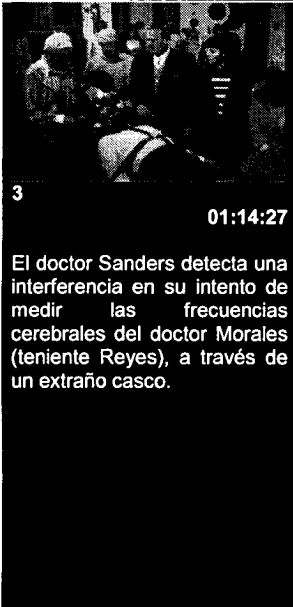 3
01:14:27
El doctor Sanders detecta una
interferencia en su intento de
medir las frecuencias
cerebrales del doctor Morales
(teniente Reyes), a través de
un extraño casco.